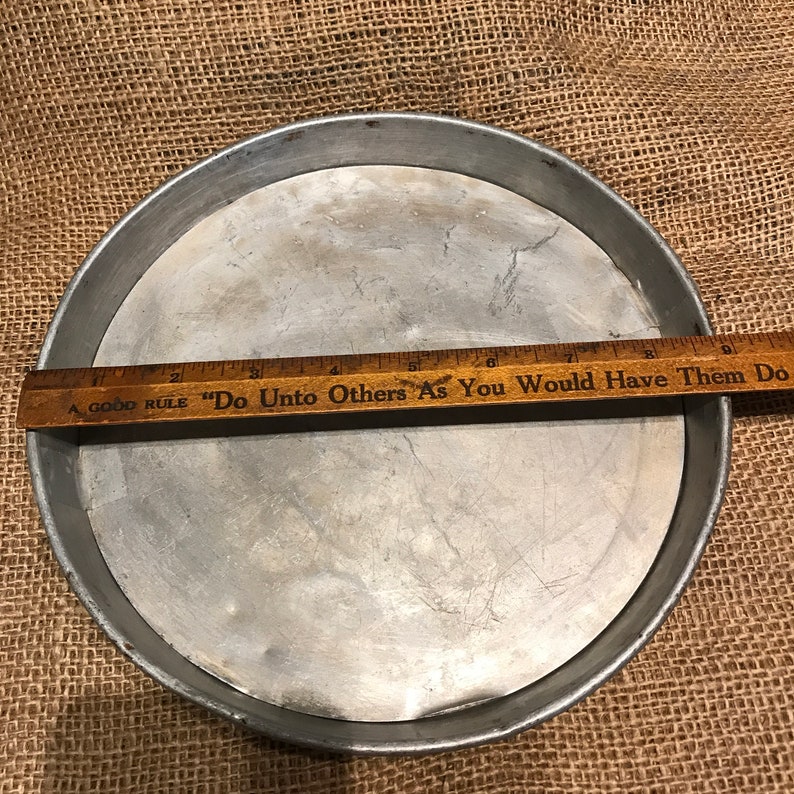 1 2 3 4 5 6 7 8 9
A GOOD RULE "Do Unto Others As You Would Have Them Do